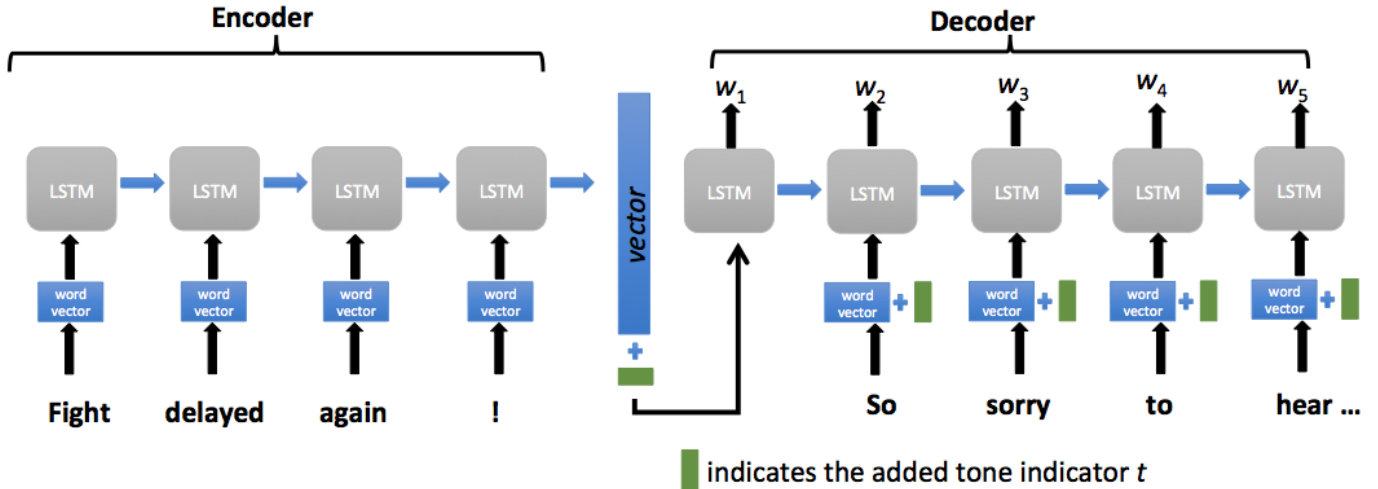 Encoder
Decoder
w1 w2 w3 w4 w5
LSTM LSTM LSTM LSTM vector LSTM LSTM LSTM LSTM LSTM
word vector word vector word vector word vector word vector + word vector + word vector + word vector +
+
Fight delayed again ! So sorry to hear ...
indicates the added tone indicator t